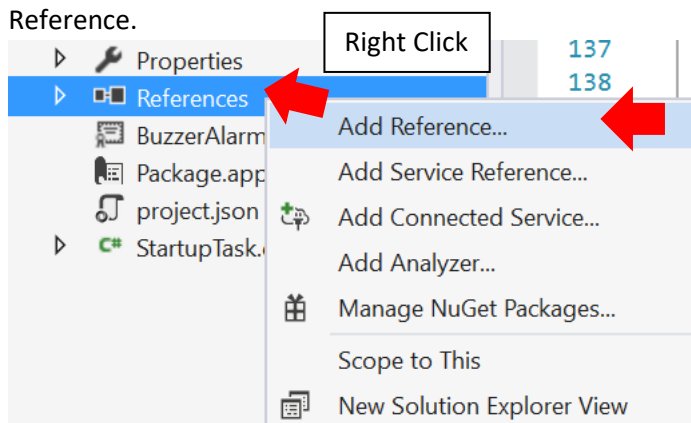 Reference.
Right Click
137
Properties
138
References
Add Reference...
BuzzerAlarm
Package.app
Add Service Reference...
project.json
Add Connected Service...
C# StartupTask.
Add Analyzer...
Manage NuGet Packages...
Scope to This
New Solution Explorer View